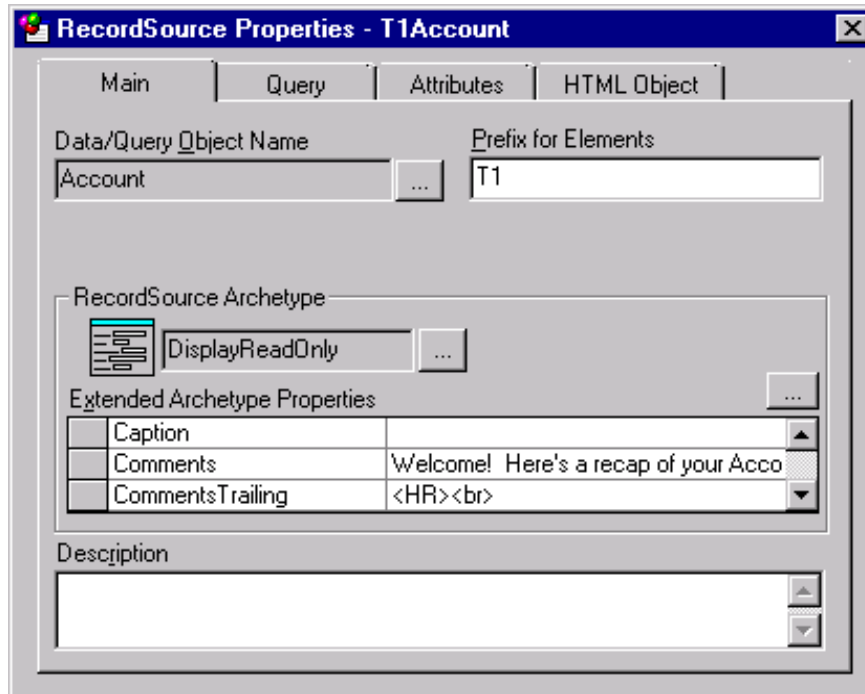 RecordSource Properties - T1Account
Main Query Attributes HTML Object
Data/Query Object Name Prefix for Elements
Account ... T1
RecordSource Archetype
DisplayReadOnly ...
Extended Archetype Properties ...
Caption
Comments Welcome! Here's a recap of your Acco
CommentsTrailing <HR><br>
Description